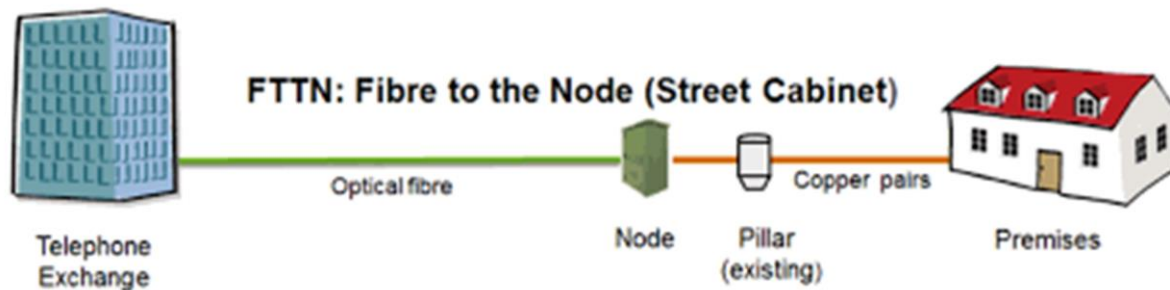 FTTN: Fibre to the Node (Street Cabinet)
Optical fibre
Copper pairs
Telephone
Exchange
Node
Pillar
(existing)
Premises